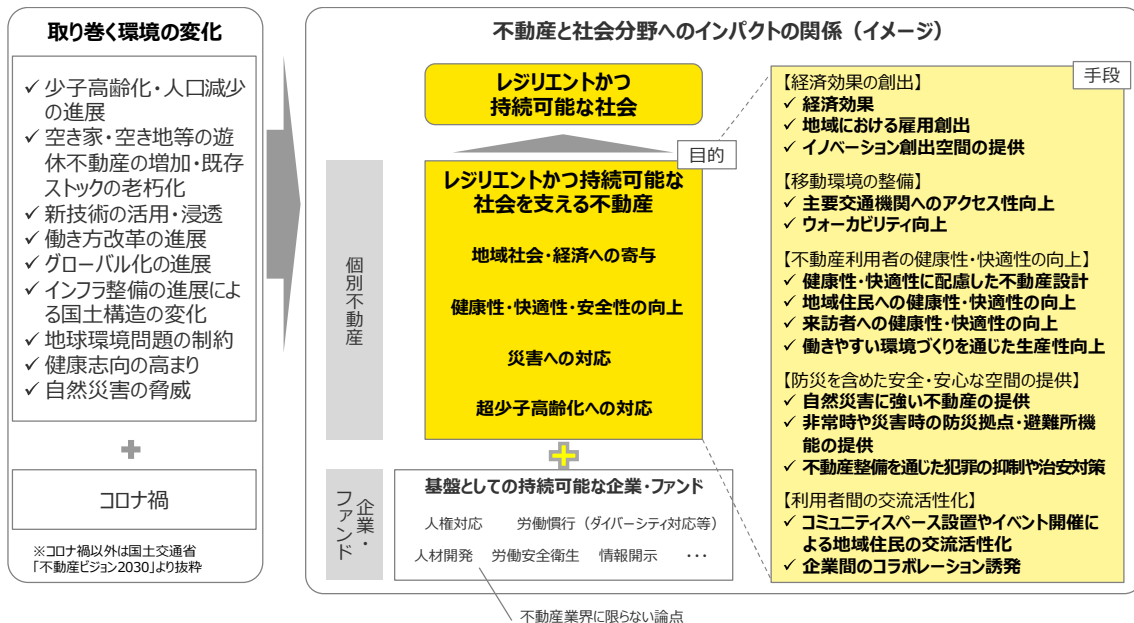 取り巻く環境の変化
✓ 少子高齢化・人口減少
の進展
✓ 空き家・空き地等の遊
休不動産の増加・既存
ストックの老朽化
✓ 新技術の活用・浸透
✓ 働き方改革の進展
✓ グローバル化の進展
✓ インフラ整備の進展によ
る国土構造の変化
✓ 地球環境問題の制約
✓ 健康志向の高まり
✓ 自然災害の脅威
コロナ禍
※コロナ禍以外は国土交通省
「不動産ビジョン2030」より抜粋
不動産と社会分野へのインパクトの関係（イメージ）
レジリエントかつ
持続可能な社会
目的
個別不動産
レジリエントかつ持続可能な
社会を支える不動産
地域社会・経済への寄与
健康性・快適性・安全性の向上
災害への対応
超少子高齢化への対応
企業・
ファンド
基盤としての持続可能な企業・ファンド
人権対応 労働慣行（ダイバーシティ対応等）
人材開発 労働安全衛生 情報開示 ・・・
不動産業界に限らない論点
手段
【経済効果の創出】
✓ 経済効果
✓ 地域における雇用創出
✓ イノベーション創出空間の提供
【移動環境の整備】
✓ 主要交通機関へのアクセス性向上
✓ ウォーカビリティ向上
【不動産利用者の健康性・快適性の向上】
✓ 健康性・快適性に配慮した不動産設計
✓ 地域住民への健康性・快適性の向上
✓ 来訪者への健康性・快適性の向上
✓ 働きやすい環境づくりを通じた生産性向上
【防災を含めた安全・安心な空間の提供】
✓ 自然災害に強い不動産の提供
✓ 非常時や災害時の防災拠点・避難所機
能の提供
✓ 不動産整備を通じた犯罪の抑制や治安対策
【利用者間の交流活性化】
✓ コミュニティスペース設置やイベント開催に
よる地域住民の交流活性化
✓ 企業間のコラボレーション誘発